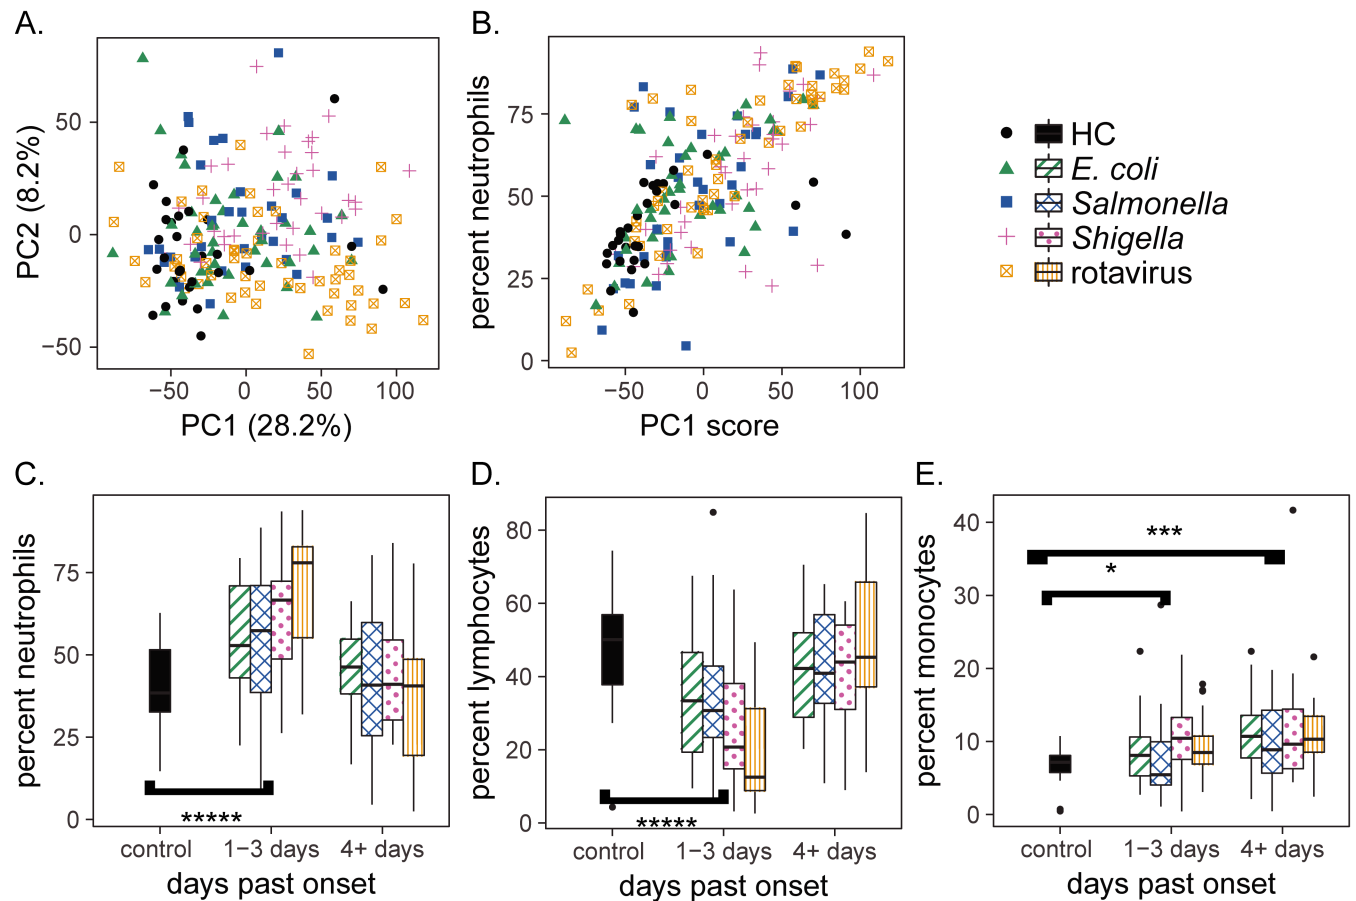 A.
50
0
−50
PC2 (8.2%)
−50 0 50 100
PC1 (28.2%)
B.
75
50
25
0
percent neutrophils
−50 0 50 100
PC1 score
HC
E. coli
Salmonella
Shigella
rotavirus
C.
75
50
25
0
percent neutrophils
*****
control 1−3 days 4+ days
days past onset
D.
80
60
40
20
0
percent lymphocytes
*****
control 1−3 days 4+ days
days past onset
E.
40
30
20
10
0
percent monocytes
***
*
control 1−3 days 4+ days
days past onset